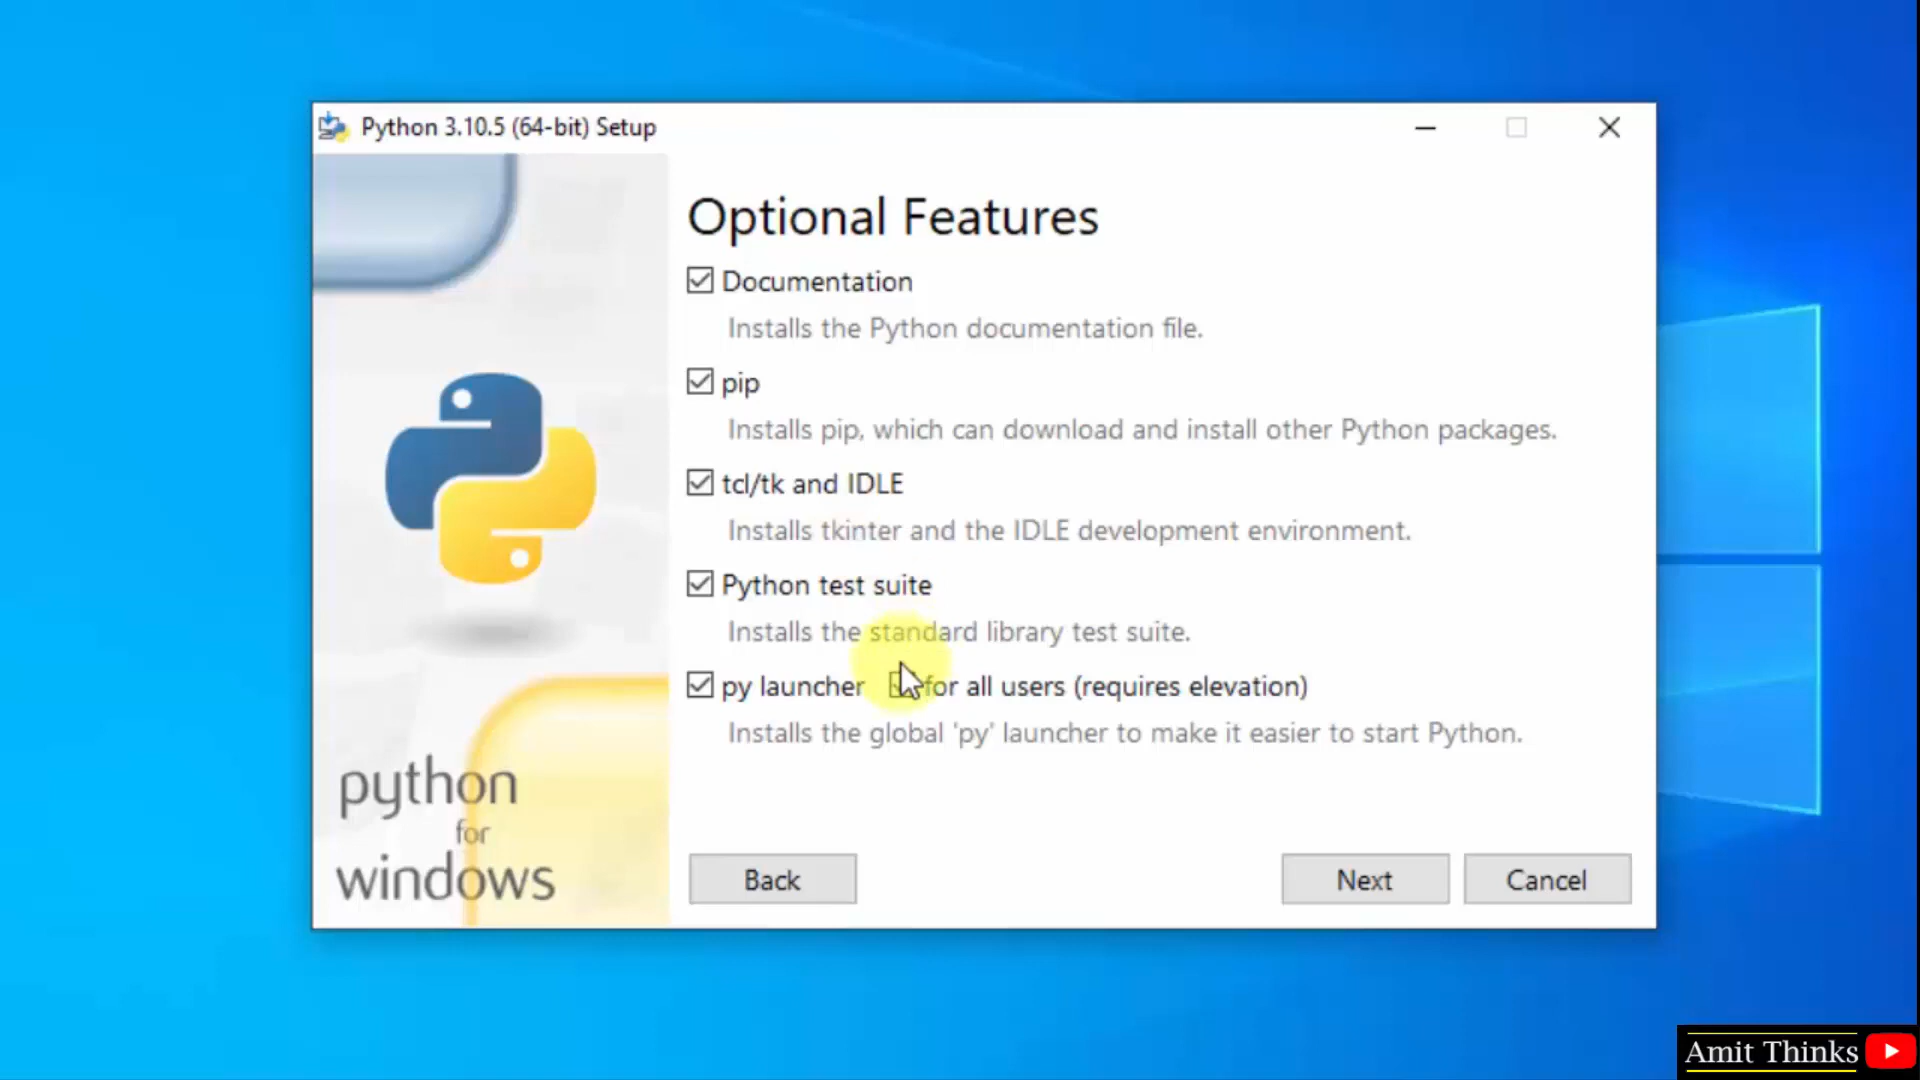 Python 3.10.5 (64-bit) Setup
Optional Features
Documentation
Installs the Python documentation file.
pip
Installs pip, which can download and install other Python packages.
tcl/tk and IDLE
Installs tkinter and the IDLE development environment.
Python test suite
Installs the standard library test suite.
py launcher for all users (requires elevation)
Installs the global 'py' launcher to make it easier to start Python.
python
for
windows
Back
Next
Cancel
Amit Thinks